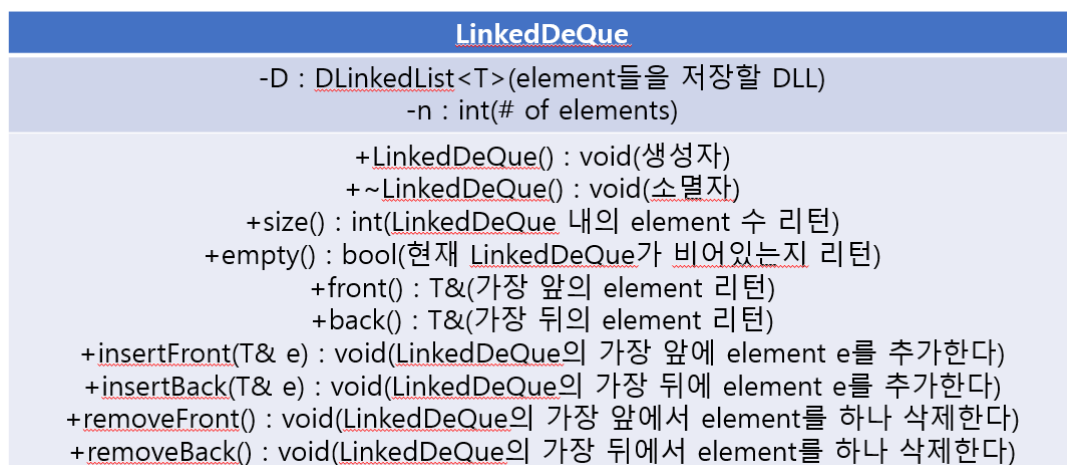 LinkedDeQue
-D : DLinkedList<T>(element들을 저장할 DLL)
-n : int(# of elements)
+LinkedDeQue() : void(생성자)
+~LinkedDeQue() : void(소멸자)
+size() : int(LinkedDeQue 내의 element 수 리턴)
+empty() : bool(현재 LinkedDeQue가 비어있는지 리턴)
+front() : T&(가장 앞의 element 리턴)
+back() : T&(가장 뒤의 element 리턴)
+insertFront(T& e) : void(LinkedDeQue의 가장 앞에 element e를 추가한다)
+insertBack(T& e) : void(LinkedDeQue의 가장 뒤에 element e를 추가한다)
+removeFront() : void(LinkedDeQue의 가장 앞에서 element를 하나 삭제한다)
+removeBack() : void(LinkedDeQue의 가장 뒤에서 element를 하나 삭제한다)